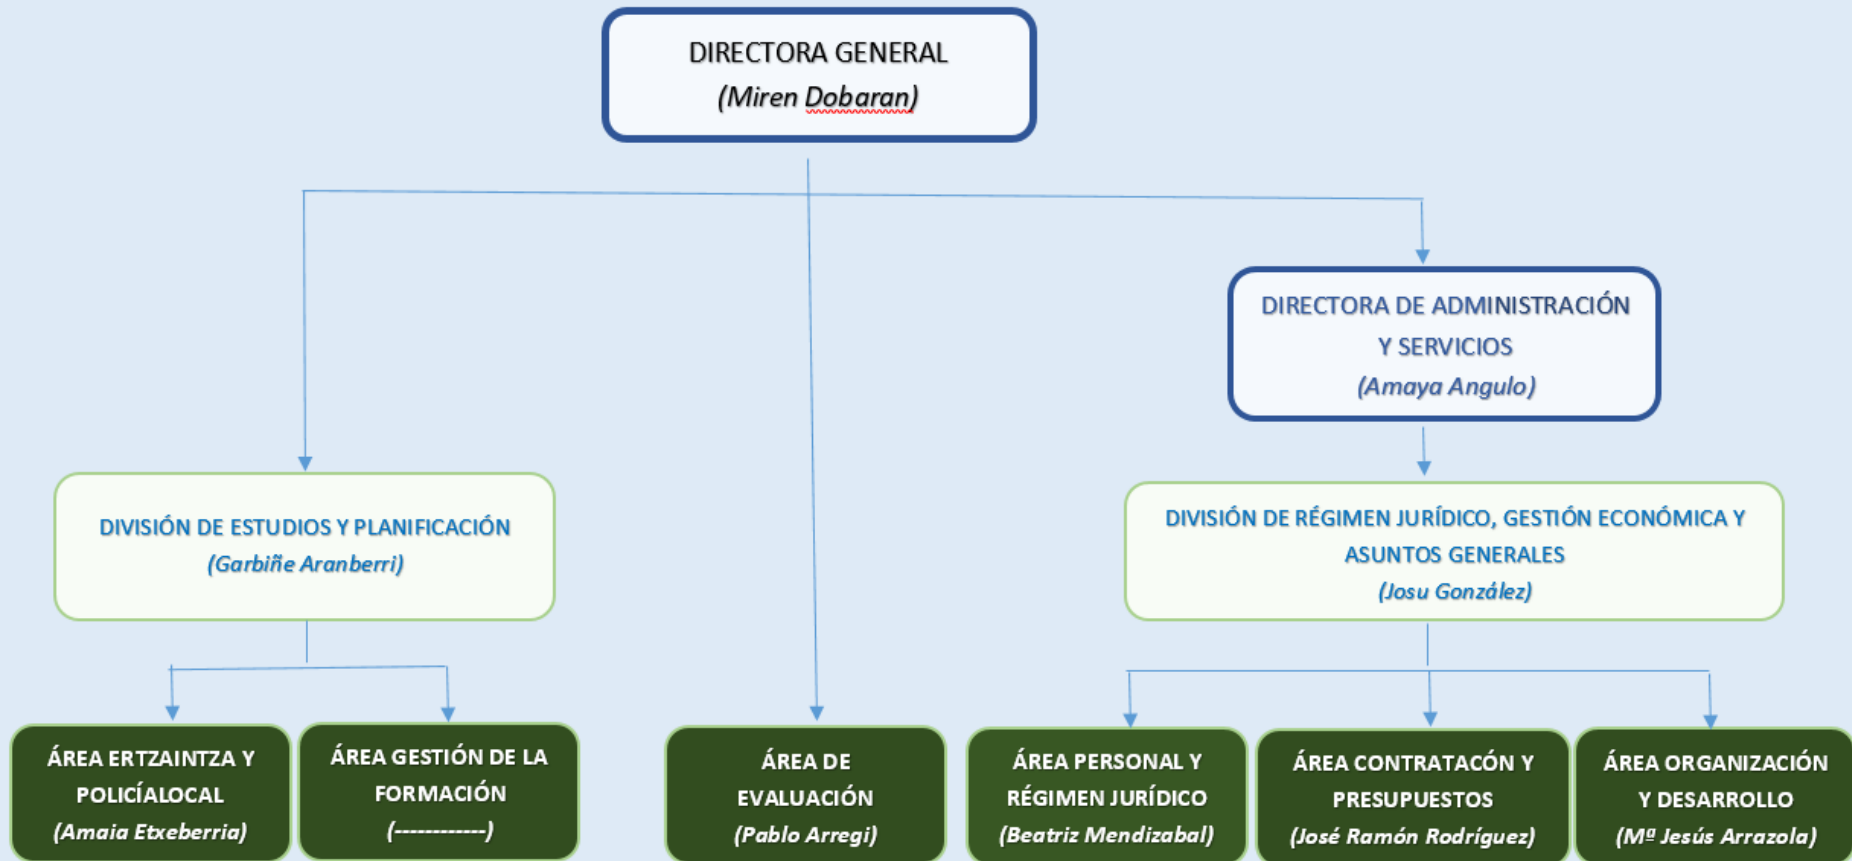 DIRECTORA GENERAL
(Miren Dobaran)
DIRECTORA DE ADMINISTRACIÓN
Y SERVICIOS
(Amaya Angulo)
DIVISIÓN DE ESTUDIOS Y PLANIFICACIÓN
(Garbiñe Aranberri)
DIVISIÓN DE RÉGIMEN JURÍDICO, GESTIÓN ECONÓMICA Y
ASUNTOS GENERALES
(Josu González)
ÁREA ERTZAINTZA Y
POLICÍALOCAL
(Amaia Etxeberria)
ÁREA GESTIÓN DE LA
FORMACIÓN
(------------)
ÁREA DE
EVALUACIÓN
(Pablo Arregi)
ÁREA PERSONAL Y
RÉGIMEN JURÍDICO
(Beatriz Mendizabal)
ÁREA CONTRATACÓN Y
PRESUPUESTOS
(José Ramón Rodríguez)
ÁREA ORGANIZACIÓN
Y DESARROLLO
(Mª Jesús Arrazola)